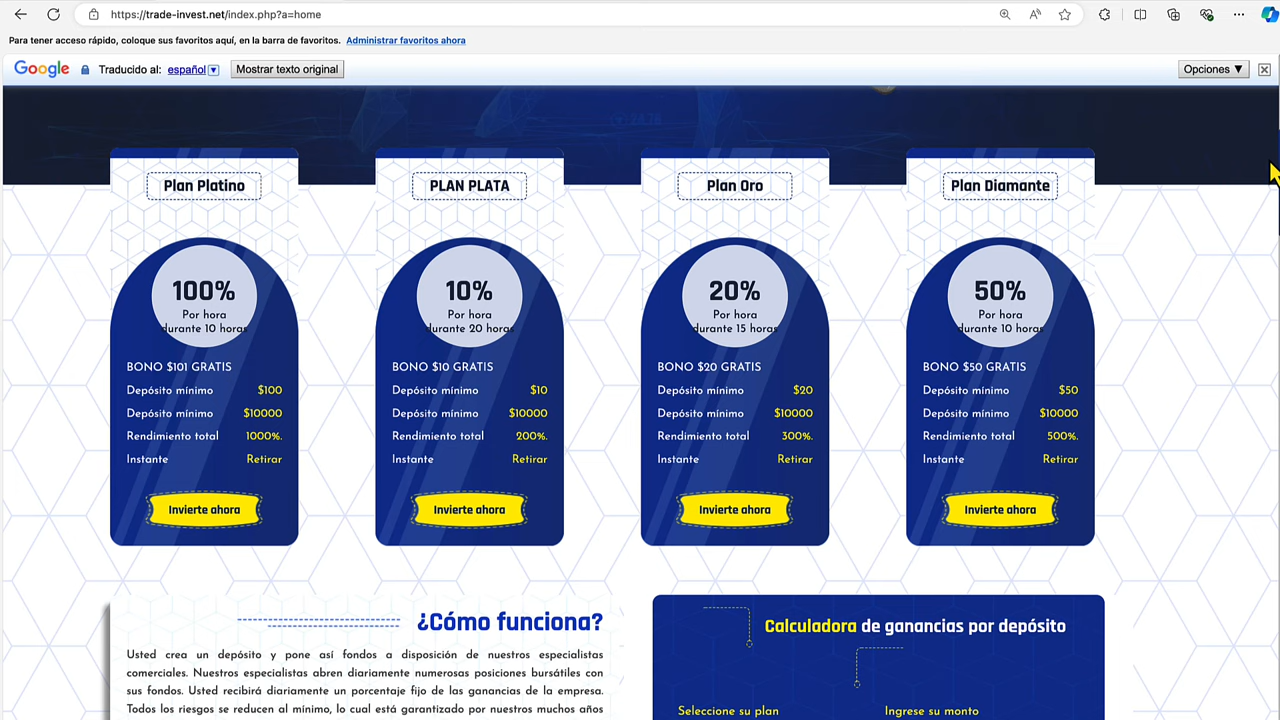 https://trade-invest.net/index.php?a=home
Para tener acceso rápido, coloque sus favoritos aquí, en la barra de favoritos. Administrar favoritos ahora
Google Traducido al: español ▼ Mostrar texto original Opciones ▼
Plan Platino
100%
Por hora
durante 10 horas
BONO $101 GRATIS
Depósito mínimo $100
Depósito mínimo $10000
Rendimiento total 1000%.
Instante Retirar
Invierte ahora
PLAN PLATA
10%
Por hora
durante 20 horas
BONO $10 GRATIS
Depósito mínimo $10
Depósito mínimo $10000
Rendimiento total 200%.
Instante Retirar
Invierte ahora
Plan Oro
20%
Por hora
durante 15 horas
BONO $20 GRATIS
Depósito mínimo $20
Depósito mínimo $10000
Rendimiento total 300%.
Instante Retirar
Invierte ahora
Plan Diamante
50%
Por hora
durante 10 horas
BONO $50 GRATIS
Depósito mínimo $50
Depósito mínimo $10000
Rendimiento total 500%.
Instante Retirar
Invierte ahora
¿Cómo funciona?
Usted crea un depósito y pone así fondos a disposición de nuestros especialistas
comerciales. Nuestros especialistas abren diariamente numerosas posiciones bursátiles con
sus fondos. Usted recibirá diariamente un porcentaje fijo de las ganancias de la empresa.
Todos los riesgos se reducen al mínimo, lo cual está garantizado por nuestros muchos años
Calculadora de ganancias por depósito
Seleccione su plan
Ingrese su monto